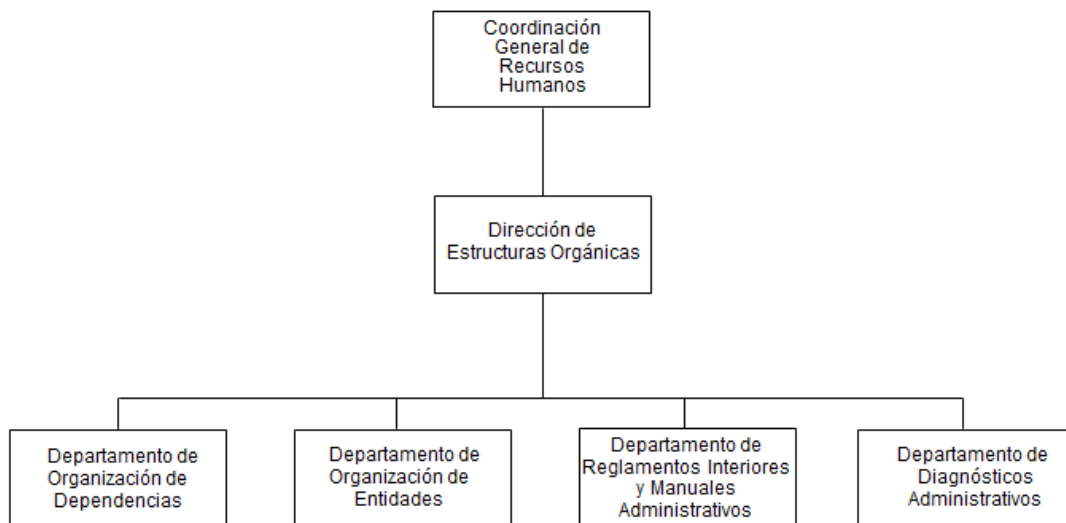 Coordinación
General de
Recursos
Humanos
Dirección de
Estructuras Orgánicas
Departamento de
Organización de
Dependencias
Departamento de
Organización de
Entidades
Departamento de
Reglamentos Interiores
y Manuales
Administrativos
Departamento de
Diagnósticos
Administrativos